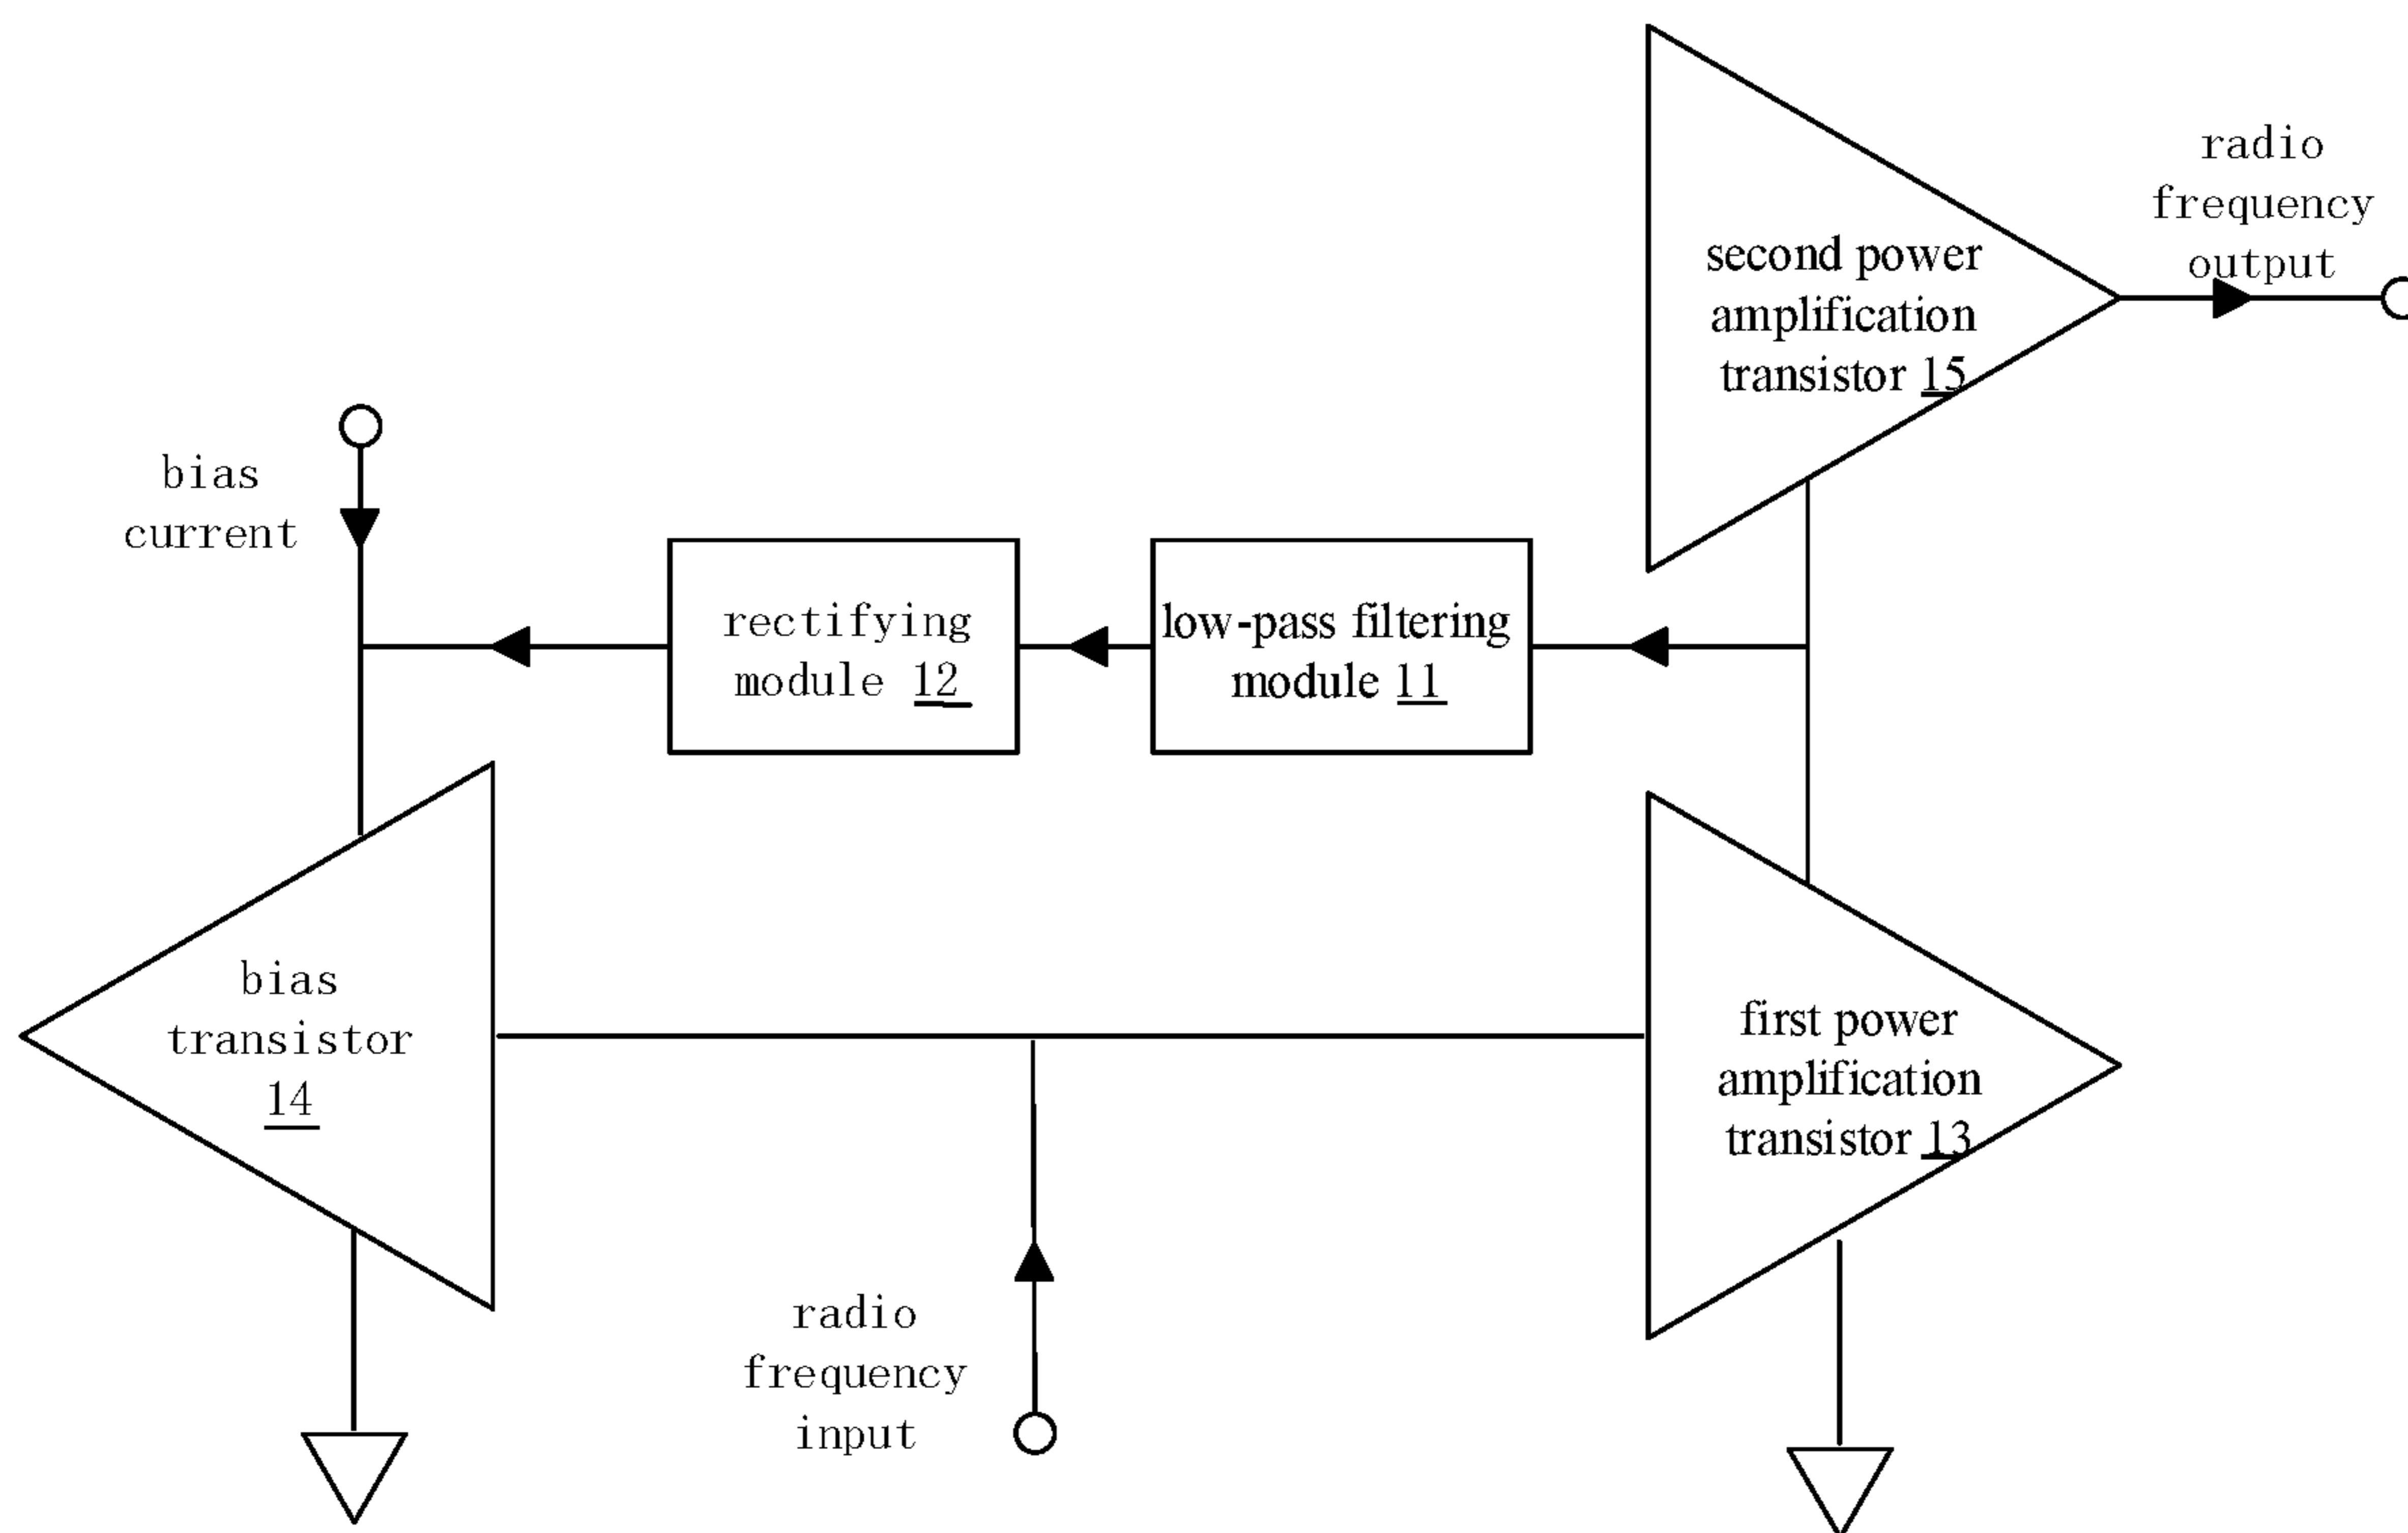 radio
frequency
output
second power
amplification
transistor 15
bias
current
rectifying
module 12
low-pass filtering
module 11
bias
transistor
14
first power
amplification
transistor 13
radio
frequency
input